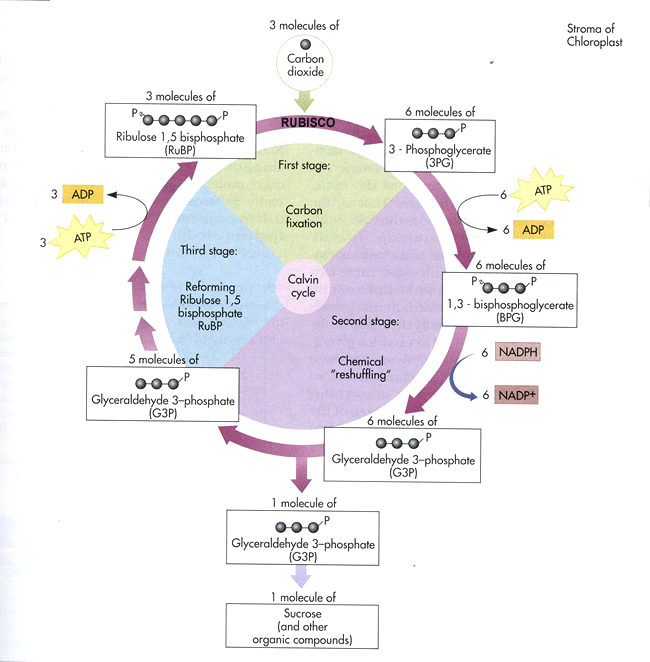 Stroma of
Chloroplast
3 molecules of
Carbon
dioxide
RUBISCO
3 molecules of
P
P
Ribulose 1,5 bisphosphate
(RuBP)
6 molecules of
P
3 - Phosphoglycerate
(3PG)
First stage:
Carbon
fixation
6 ATP
6 ADP
3 ADP
3 ATP
Third stage:
Reforming
Ribulose 1,5
bisphosphate
RuBP
Calvin
cycle
6 molecules of
P
P
1,3 - bisphosphoglycerate
(BPG)
Second stage:
Chemical
"reshuffling"
6 NADPH
6 NADP+
5 molecules of
P
Glyceraldehyde 3–phosphate
(G3P)
6 molecules of
P
Glyceraldehyde 3–phosphate
(G3P)
1 molecule of
P
Glyceraldehyde 3–phosphate
(G3P)
1 molecule of
Sucrose
(and other
organic compounds)